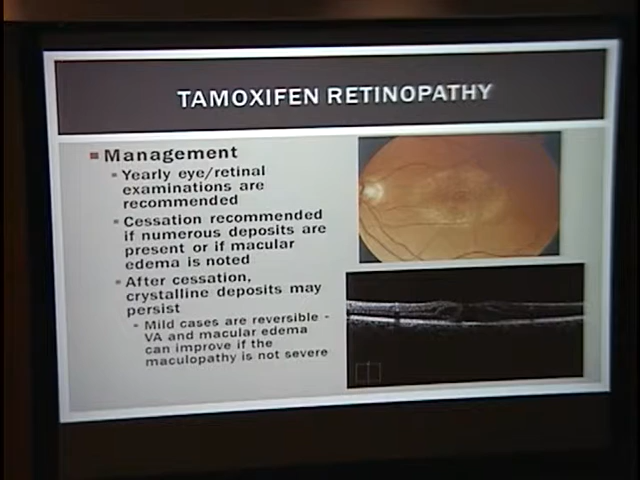 TAMOXIFEN RETINOPATHY
Management
Yearly eye/retinal
examinations are
recommended
Cessation recommended
if numerous deposits are
present or if macular
edema is noted
After cessation,
crystalline deposits may
persist
Mild cases are reversible -
VA and macular edema
can improve if the
maculopathy is not severe